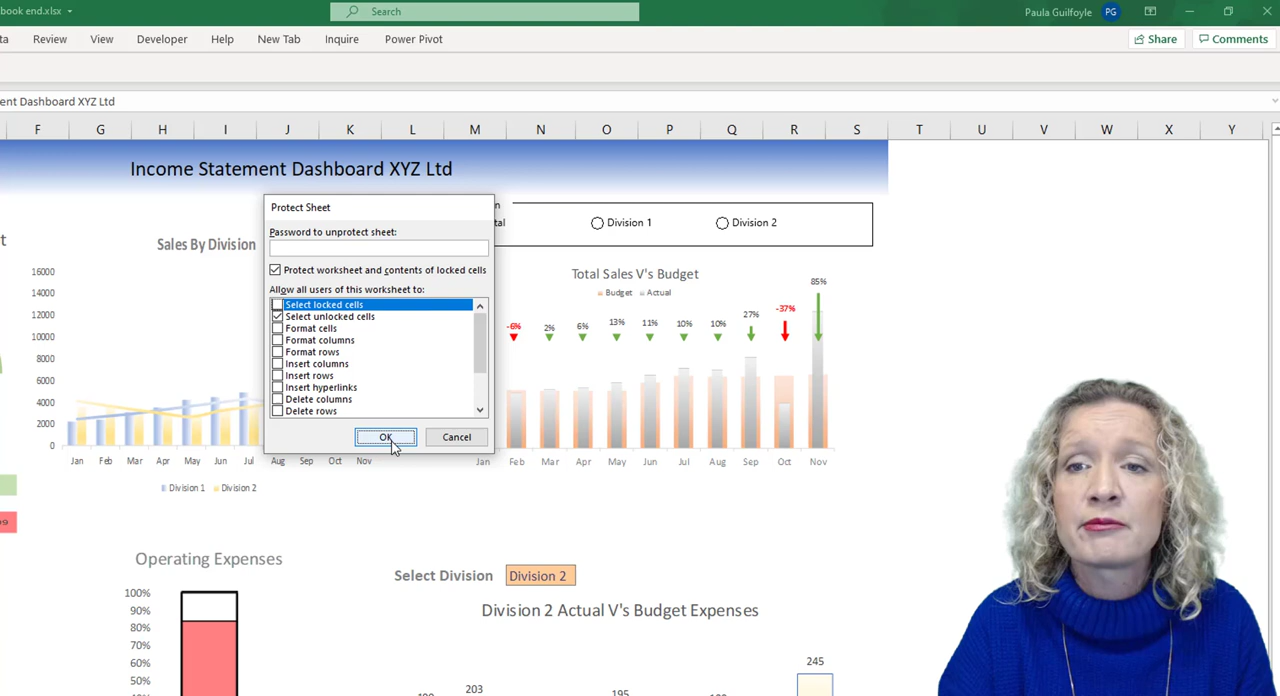 book end.xlsx
Search
Paula Guilfoyle PG
ta Review View Developer Help New Tab Inquire Power Pivot
Share Comments
ent Dashboard XYZ Ltd
F G H I J K L M N O P Q R S T U V W X Y
Income Statement Dashboard XYZ Ltd
Protect Sheet
Password to unprotect sheet:
Protect worksheet and contents of locked cells
Allow all users of this worksheet to:
Select locked cells
Select unlocked cells
Format cells
Format columns
Format rows
Insert columns
Insert rows
Insert hyperlinks
Delete columns
Delete rows
OK Cancel
n
tal Division 1 Division 2
t
Sales By Division
16000
14000
12000
10000
8000
6000
4000
2000
0
Jan Feb Mar Apr May Jun Jul Aug Sep Oct Nov
Division 1 Division 2
Total Sales V's Budget
Budget Actual
-6% 2% 6% 13% 11% 10% 10% 27% -37% 85%
Jan Feb Mar Apr May Jun Jul Aug Sep Oct Nov
Operating Expenses
100%
90%
80%
70%
60%
50%
Select Division Division 2
Division 2 Actual V's Budget Expenses
203
195
245